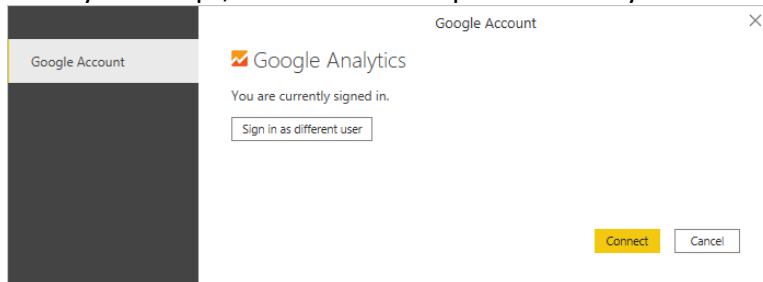 Google Account
Google Account
Google Analytics
You are currently signed in.
Sign in as different user
Connect
Cancel